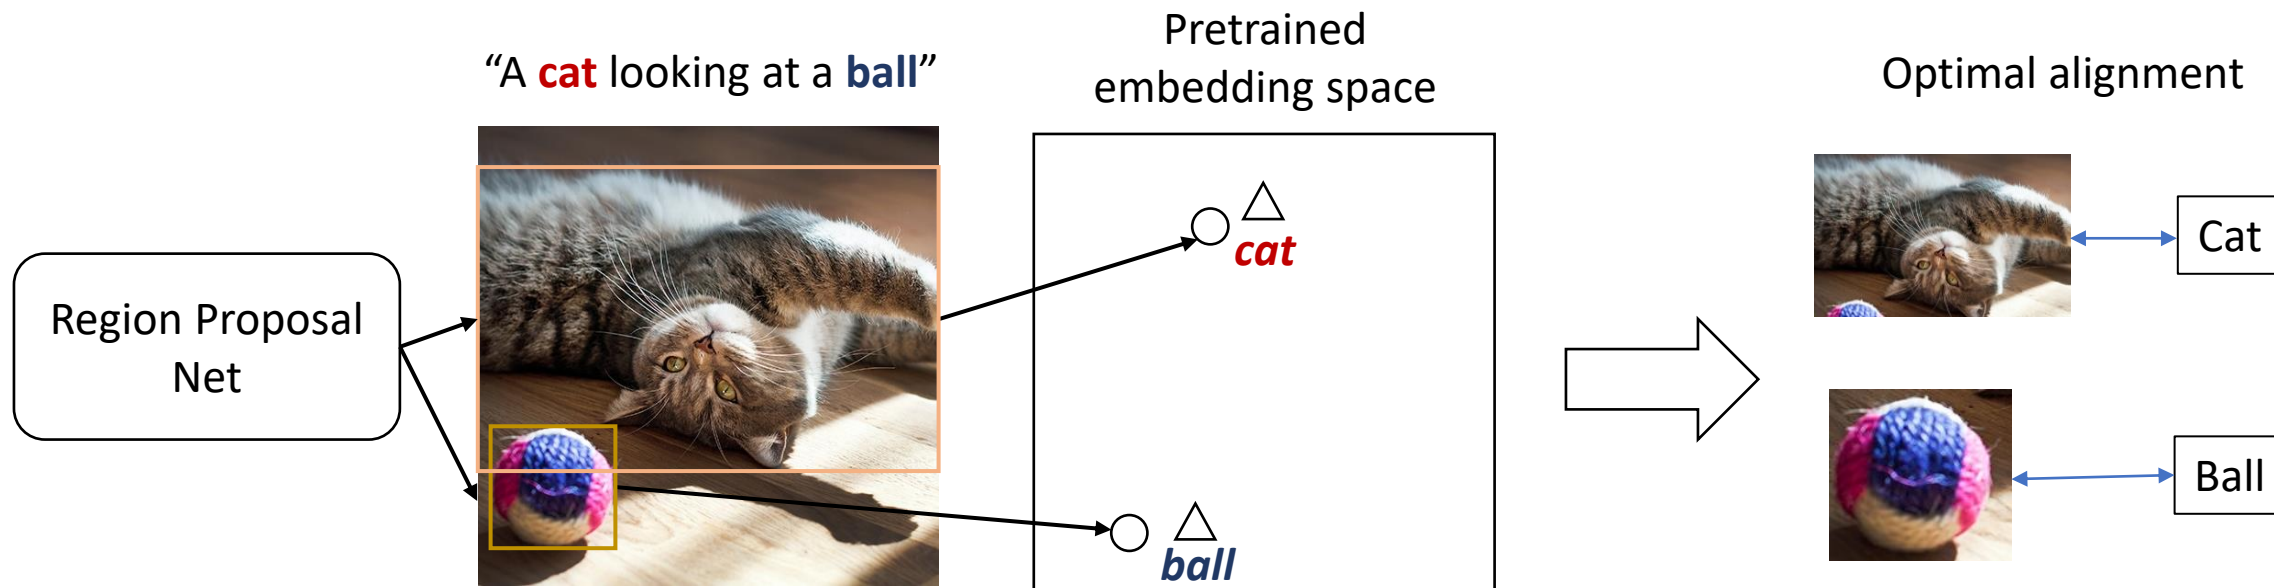 “A cat looking at a ball”
Pretrained
embedding space
Optimal alignment
Region Proposal
Net
cat
ball
Cat
Ball